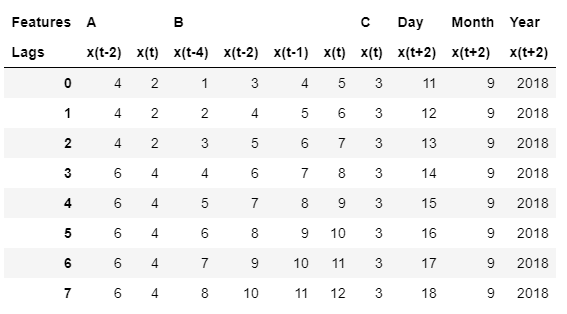 Features A B C Day Month Year
Lags x(t-2) x(t) x(t-4) x(t-2) x(t-1) x(t) x(t) x(t+2) x(t+2) x(t+2)
0 4 2 1 3 4 5 3 11 9 2018
1 4 2 2 4 5 6 3 12 9 2018
2 4 2 3 5 6 7 3 13 9 2018
3 6 4 4 6 7 8 3 14 9 2018
4 6 4 5 7 8 9 3 15 9 2018
5 6 4 6 8 9 10 3 16 9 2018
6 6 4 7 9 10 11 3 17 9 2018
7 6 4 8 10 11 12 3 18 9 2018